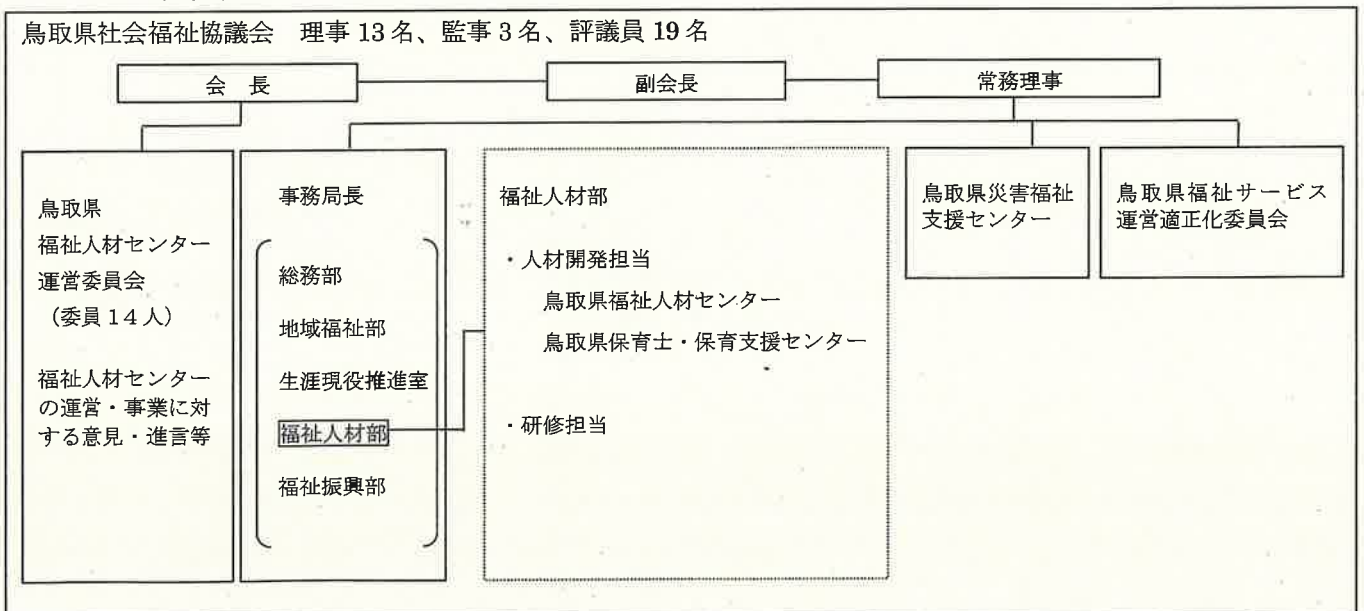 鳥取県社会福祉協議会　理事13名、監事3名、評議員19名
会　長
副会長
常務理事
鳥取県
福祉人材センター
運営委員会
（委員14人）
福祉人材センター
の運営・事業に対
する意見・進言等
事務局長
総務部
地域福祉部
生涯現役推進室
福祉人材部
福祉振興部
福祉人材部
・人材開発担当
鳥取県福祉人材センター
鳥取県保育士・保育支援センター
・研修担当
鳥取県災害福祉
支援センター
鳥取県福祉サービス
運営適正化委員会